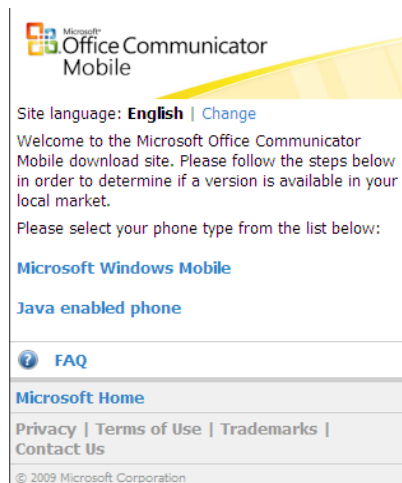 Microsoft®
Office Communicator
Mobile
Site language: English | Change
Welcome to the Microsoft Office Communicator
Mobile download site. Please follow the steps below
in order to determine if a version is available in your
local market.
Please select your phone type from the list below:
Microsoft Windows Mobile
Java enabled phone
FAQ
Microsoft Home
Privacy | Terms of Use | Trademarks |
Contact Us
© 2009 Microsoft Corporation